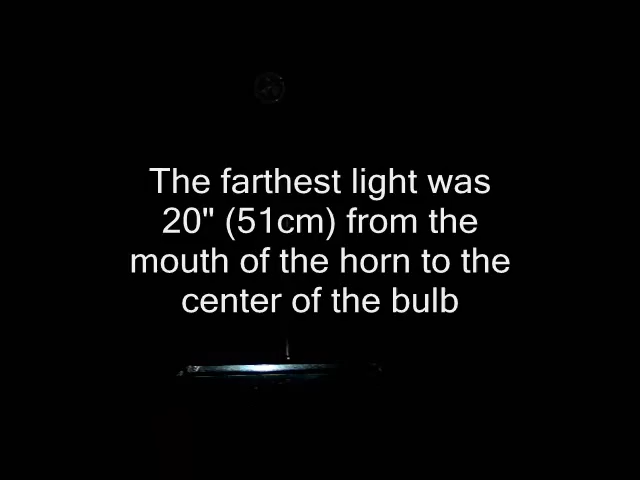 The farthest light was
20" (51cm) from the
mouth of the horn to the
center of the bulb